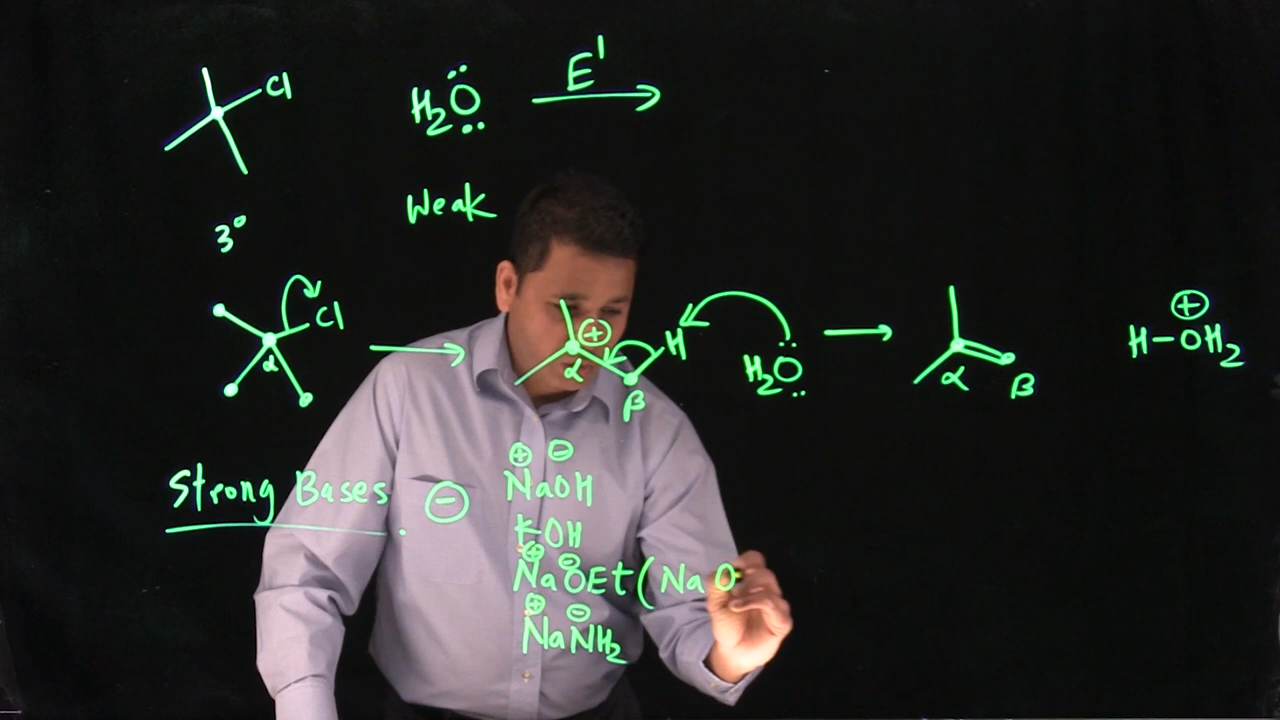 Cl H₂Ö: E¹
3° Weak
Cl α ⊕ α β H H₂Ö: α β H-OH₂ ⊕
Strong Bases. ⊖
⊕ ⊖
NaOH
KOH
⊕ ⊖
NaOEt (NaO
⊕ ⊖
NaNH₂